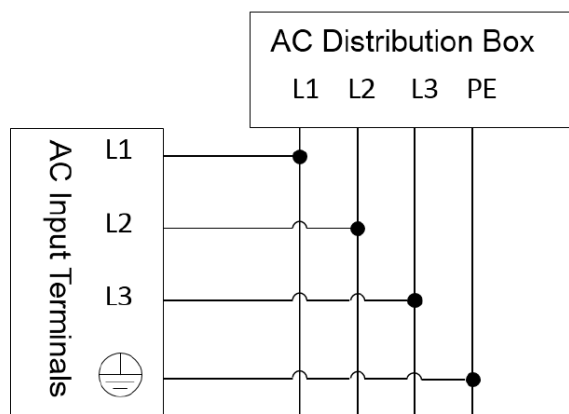 AC Distribution Box
L1 L2 L3 PE
AC Input Terminals
L1
L2
L3